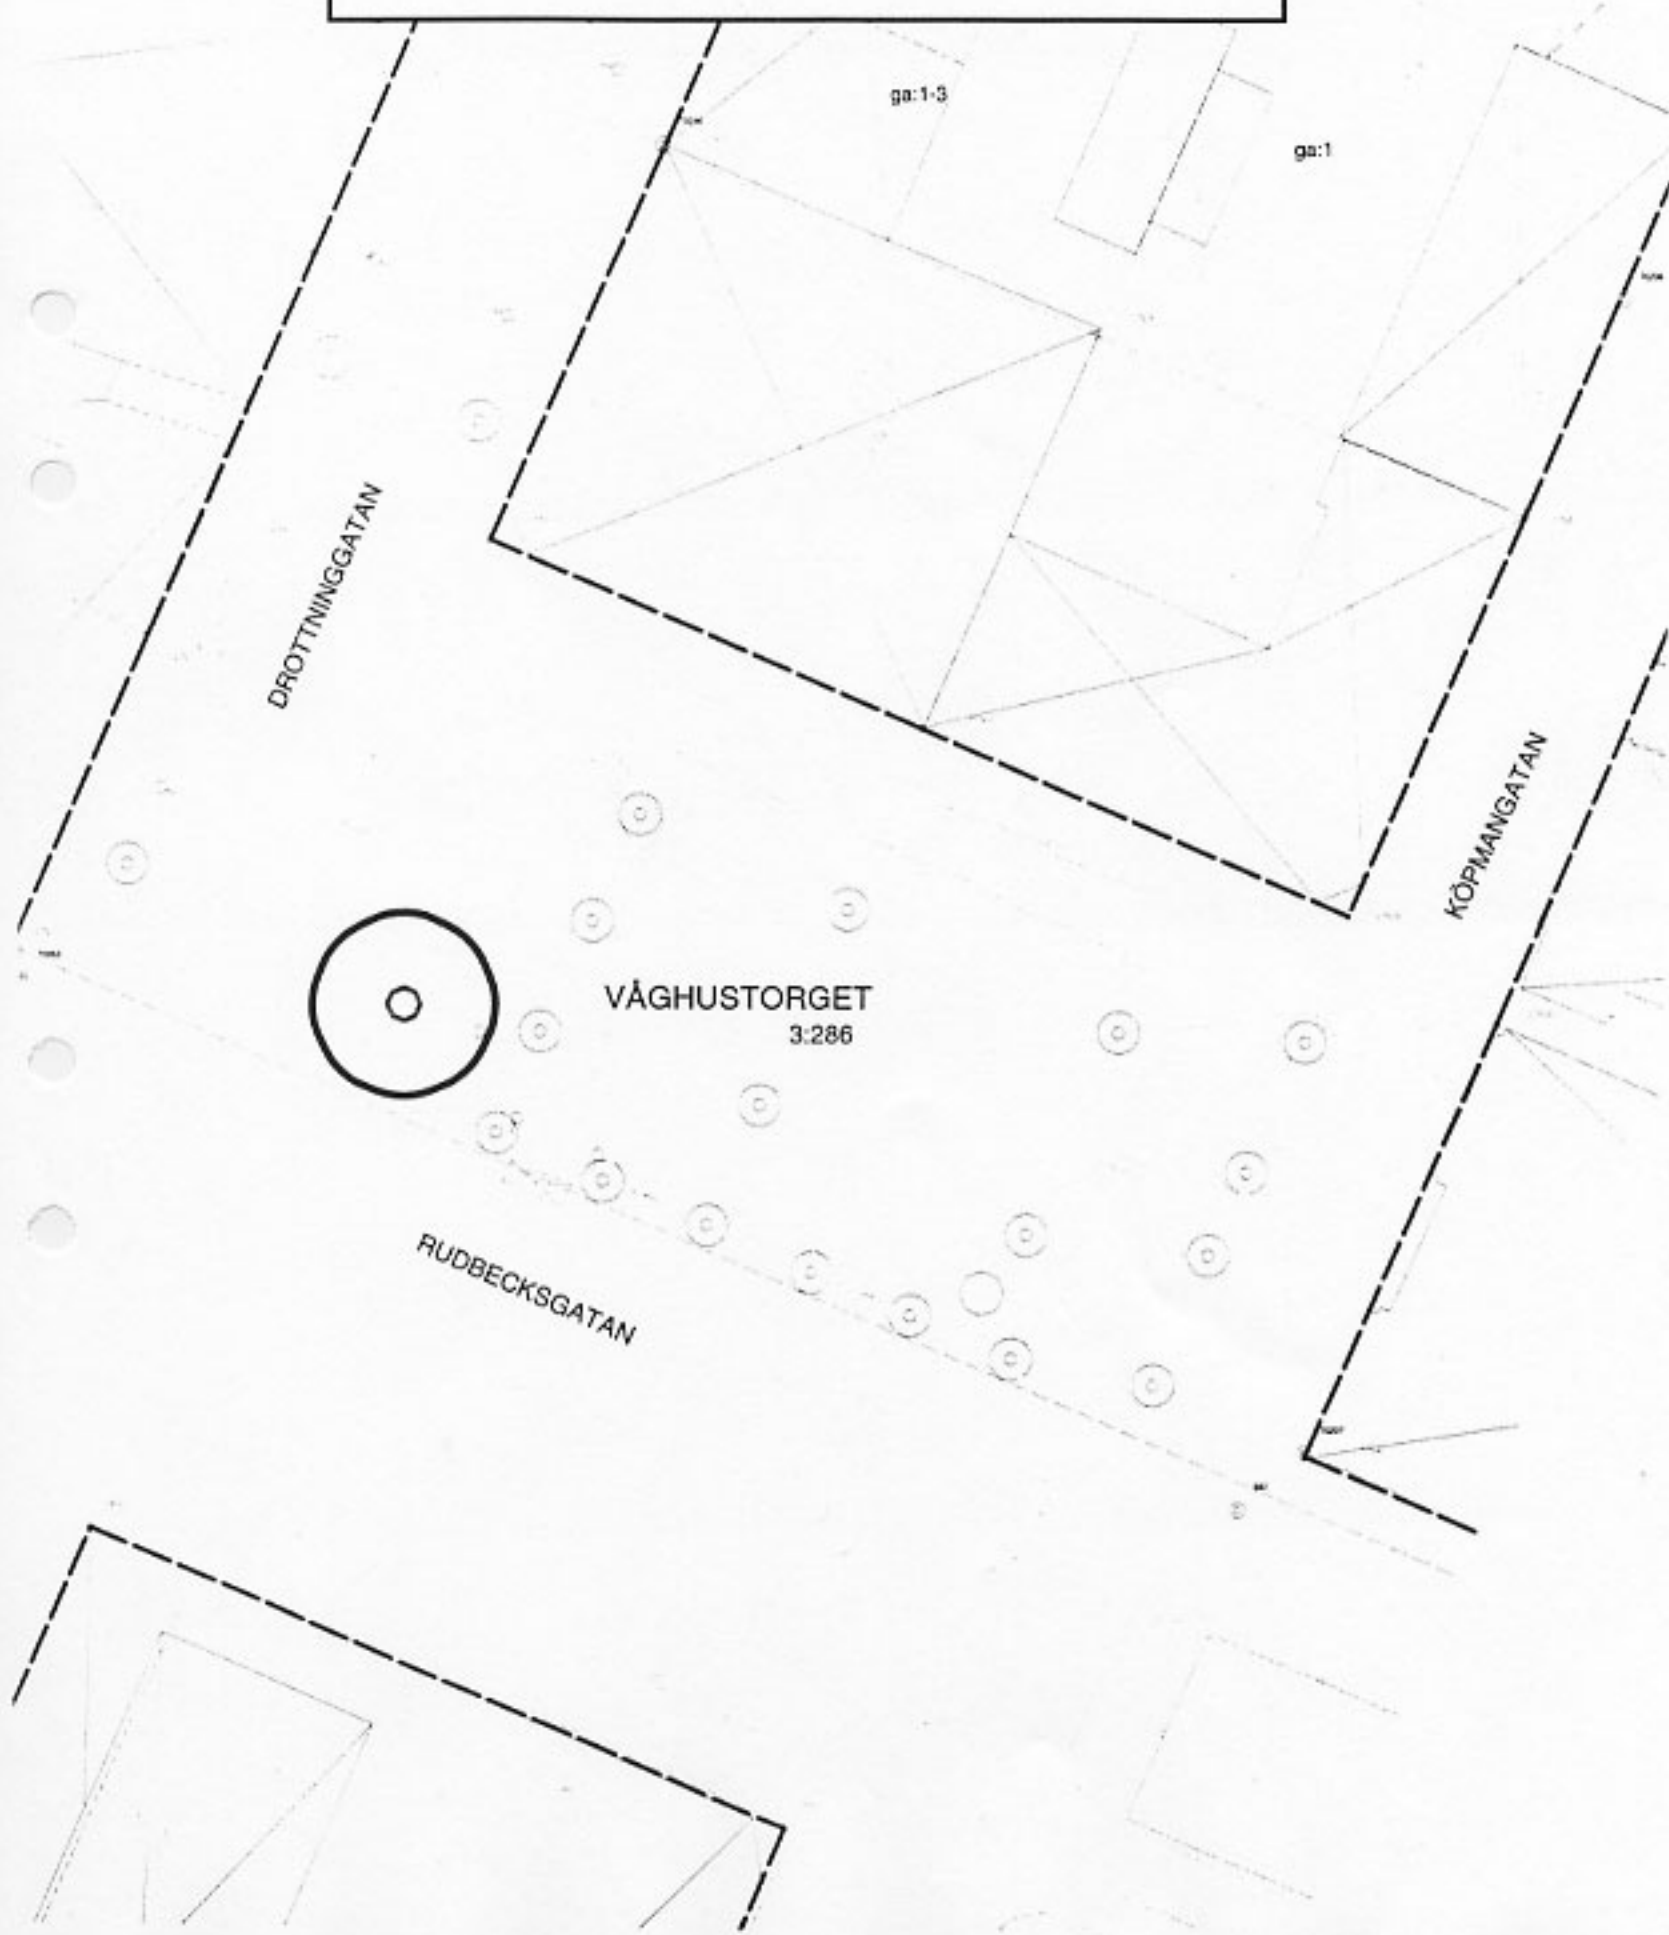 ga:1-3
ga:1
DROTTNINGGATAN
KÖPMANGATAN
VÅGHUSTORGET
3:286
RUDBECKSGATAN